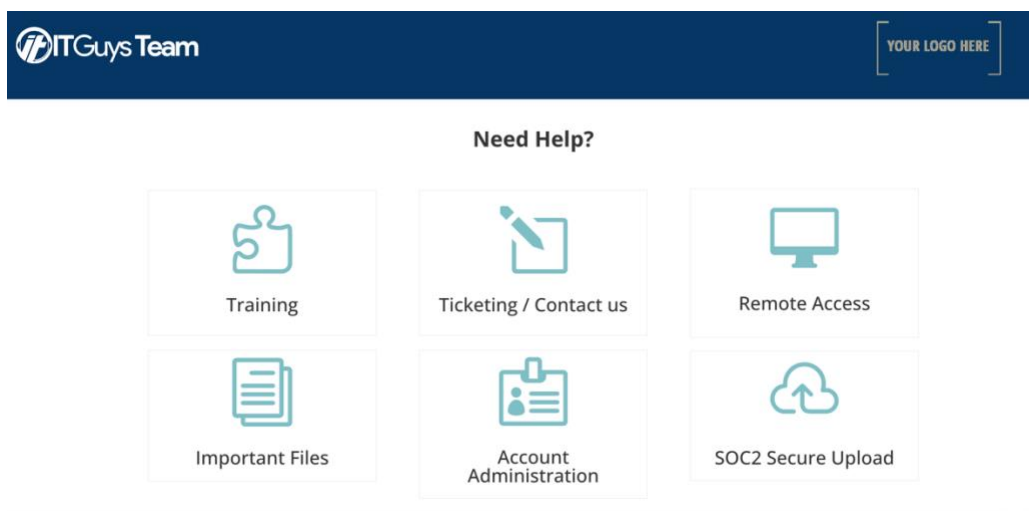 ITGuys Team
YOUR LOGO HERE
Need Help?
Training
Ticketing / Contact us
Remote Access
Important Files
Account
Administration
SOC2 Secure Upload